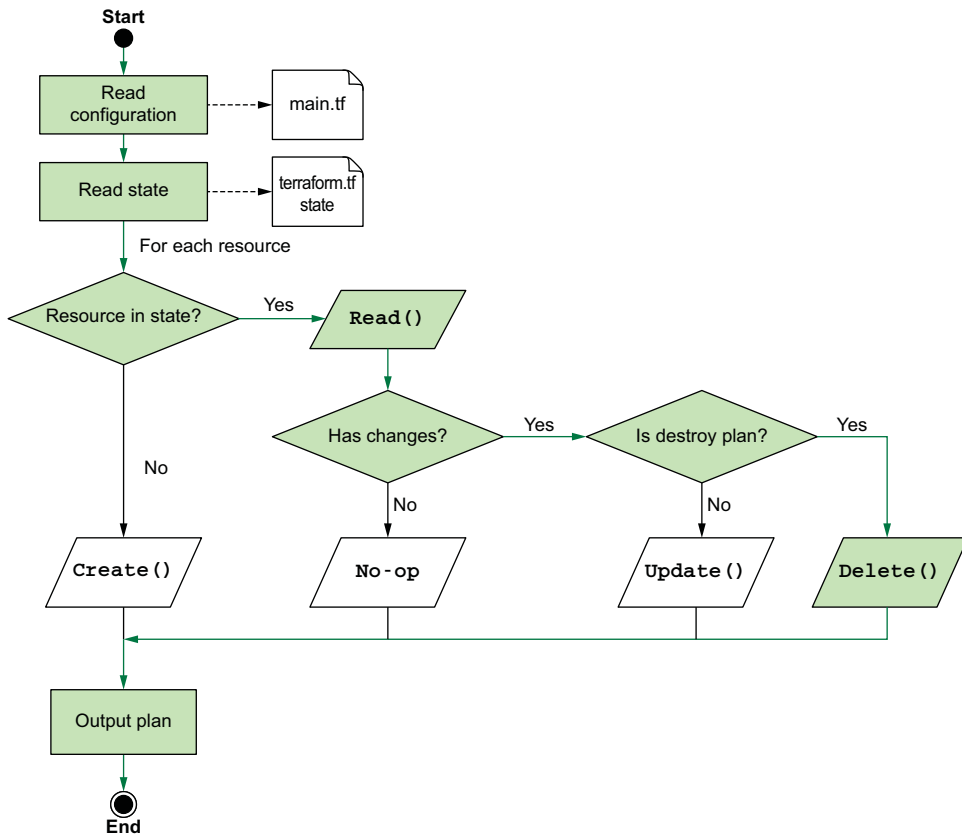 Start
Read
configuration
main.tf
Read state
terraform.tf
state
For each resource
Resource in state?
Yes
Read()
Has changes?
Yes
Is destroy plan?
Yes
No
No
No
Create()
No-op
Update()
Delete()
Output plan
End